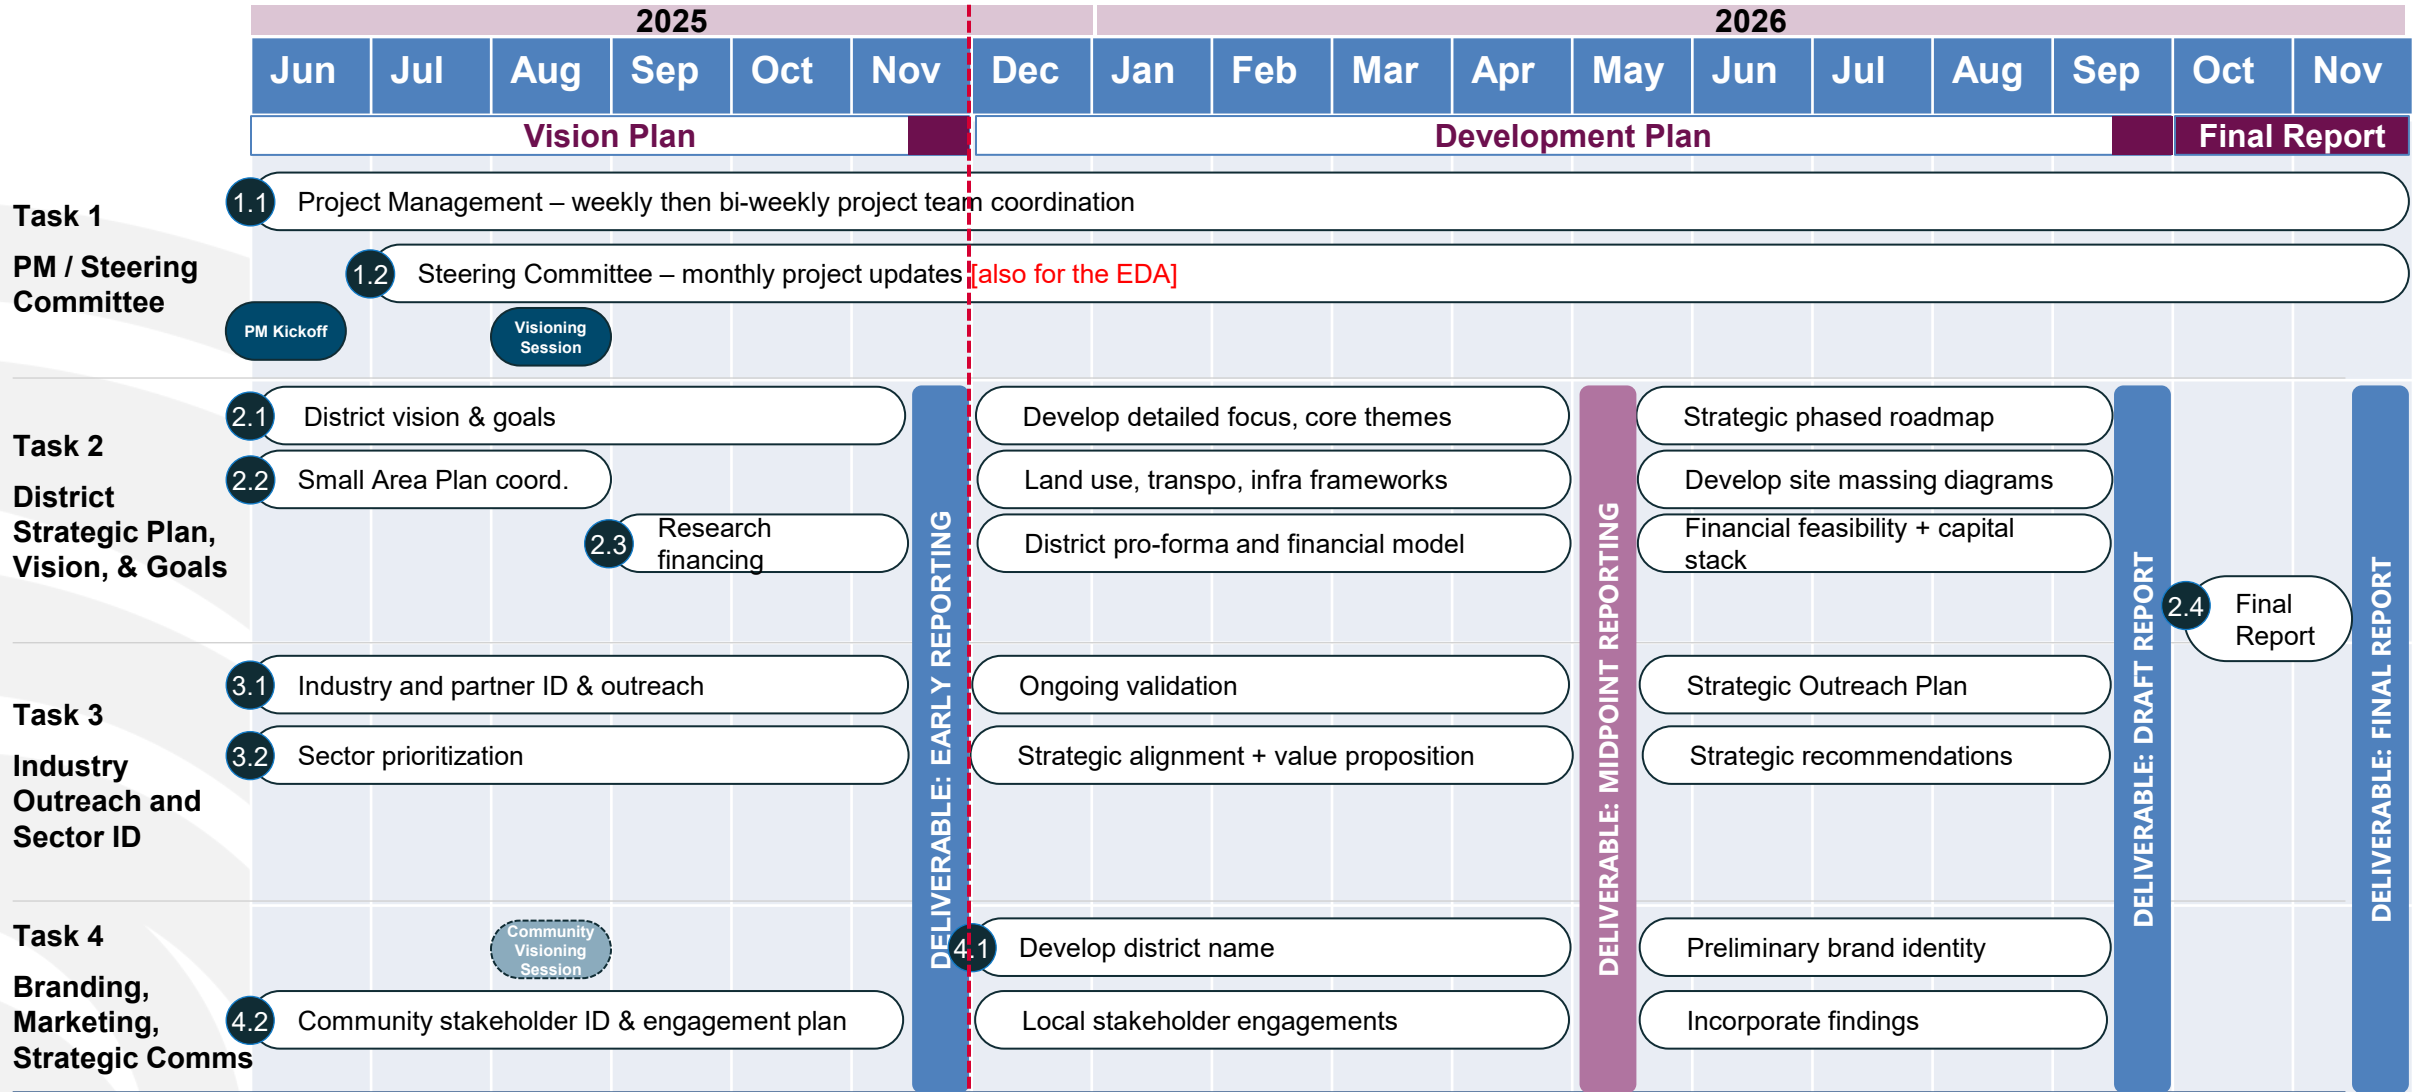 2025
2026
Jun
Jul
Aug
Sep
Oct
Nov
Dec
Jan
Feb
Mar
Apr
May
Jun
Jul
Aug
Sep
Oct
Nov
Vision Plan
Development Plan
Final Report
Task 1
PM / Steering
Committee
1.1
Project Management – weekly then bi-weekly project team coordination
1.2
Steering Committee – monthly project updates [also for the EDA]
PM Kickoff
Visioning
Session
Task 2
District
Strategic Plan,
Vision, & Goals
2.1
District vision & goals
Develop detailed focus, core themes
Strategic phased roadmap
2.2
Small Area Plan coord.
Land use, transpo, infra frameworks
Develop site massing diagrams
2.3
Research
financing
District pro-forma and financial model
Financial feasibility + capital
stack
2.4
Final
Report
DELIVERABLE: EARLY REPORTING
DELIVERABLE: MIDPOINT REPORTING
DELIVERABLE: DRAFT REPORT
DELIVERABLE: FINAL REPORT
Task 3
Industry
Outreach and
Sector ID
3.1
Industry and partner ID & outreach
Ongoing validation
Strategic Outreach Plan
3.2
Sector prioritization
Strategic alignment + value proposition
Strategic recommendations
Task 4
Branding,
Marketing,
Strategic Comms
Community
Visioning
Session
4.1
Develop district name
Preliminary brand identity
4.2
Community stakeholder ID & engagement plan
Local stakeholder engagements
Incorporate findings